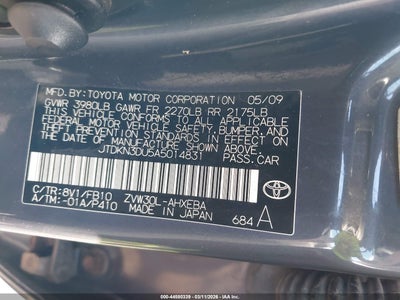 MFD. BY: TOYOTA MOTOR CORPORATION 05/09
GVWR 3980LB GAWR FR 2270LB RR 2175LB
THIS VEHICLE CONFORMS TO ALL APPLICABLE
FEDERAL MOTOR VEHICLE SAFETY, BUMPER, AND
THEFT PREVENTION STANDARDS IN EFFECT ON
THE DATE OF MANUFACTURE SHOWN ABOVE.
JTDKN3DU5A5014831 PASS.CAR
C/TR: 8V1/FB10 ZVW30L-AHXEBA
A/TM: -01A/P410 MADE IN JAPAN
684 A
000-44590339 - 03/11/2026 - IAAI